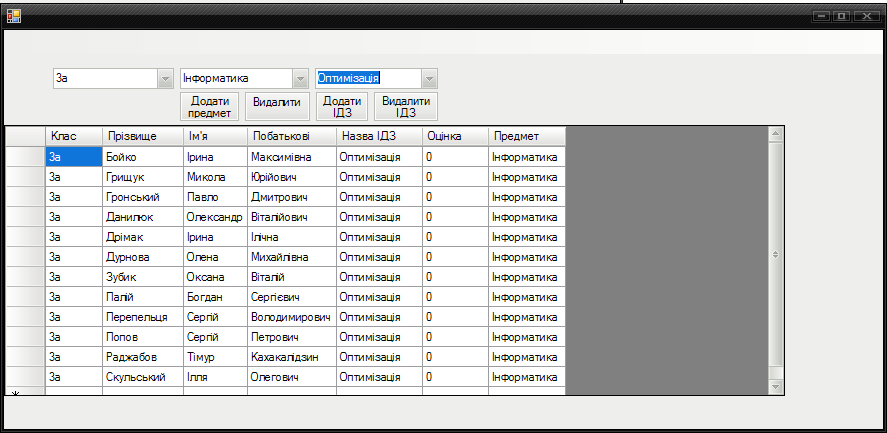 3а Інформатика Оптимізація
Додати предмет Видалити Додати ІДЗ Видалити ІДЗ
Клас Прізвище Ім'я Побатькові Назва ІДЗ Оцінка Предмет
3а Бойко Ірина Максимівна Оптимізація 0 Інформатика
3а Грищук Микола Юрійович Оптимізація 0 Інформатика
3а Гронський Павло Дмитрович Оптимізація 0 Інформатика
3а Данилюк Олександр Віталійович Оптимізація 0 Інформатика
3а Дрімак Ірина Ілічна Оптимізація 0 Інформатика
3а Дурнова Олена Михайлівна Оптимізація 0 Інформатика
3а Зубик Оксана Віталій Оптимізація 0 Інформатика
3а Палій Богдан Сергієвич Оптимізація 0 Інформатика
3а Перепельця Сергій Володимирович Оптимізація 0 Інформатика
3а Попов Сергій Петрович Оптимізація 0 Інформатика
3а Раджабов Тімур Кахакалідзин Оптимізація 0 Інформатика
3а Скульський Ілля Олегович Оптимізація 0 Інформатика